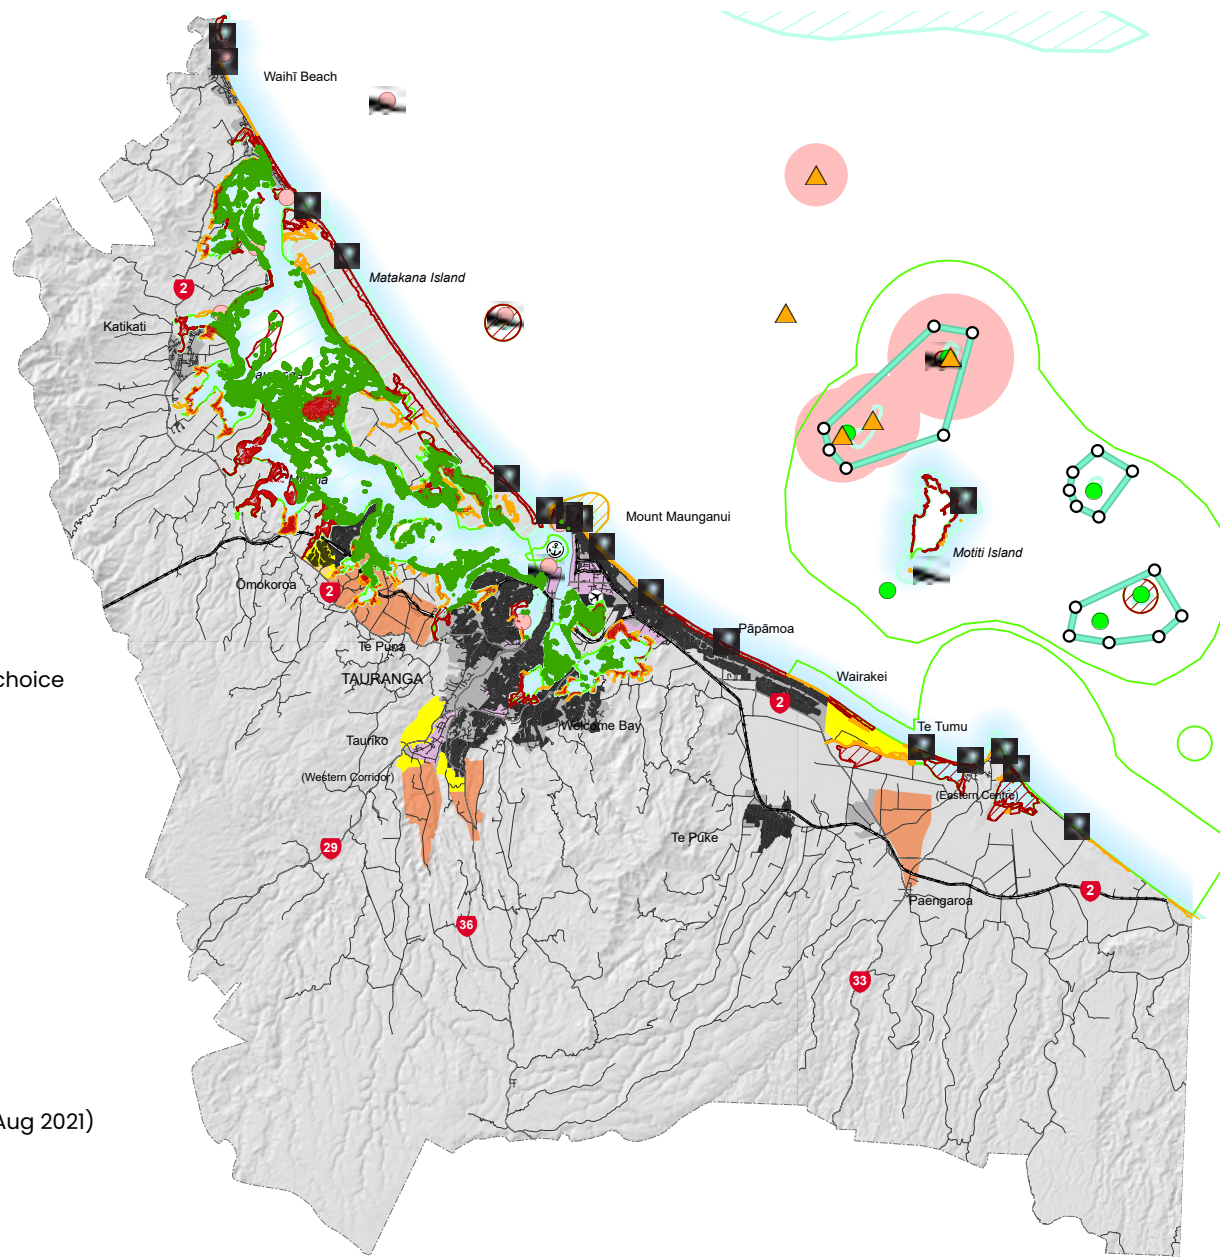 Waihī Beach
Matakana Island
2
Katikati
Mount Maunganui
Motiti Island
Ōmokoroa
2
Pāpāmoa
Te Puna
choice
TAURANGA
Wairakei
2
Welcome Bay
Te Tumu
Tauriko
(Western Corridor)
(Eastern Centre)
Te Puke
29
2
Paengaroa
36
33
Aug 2021)